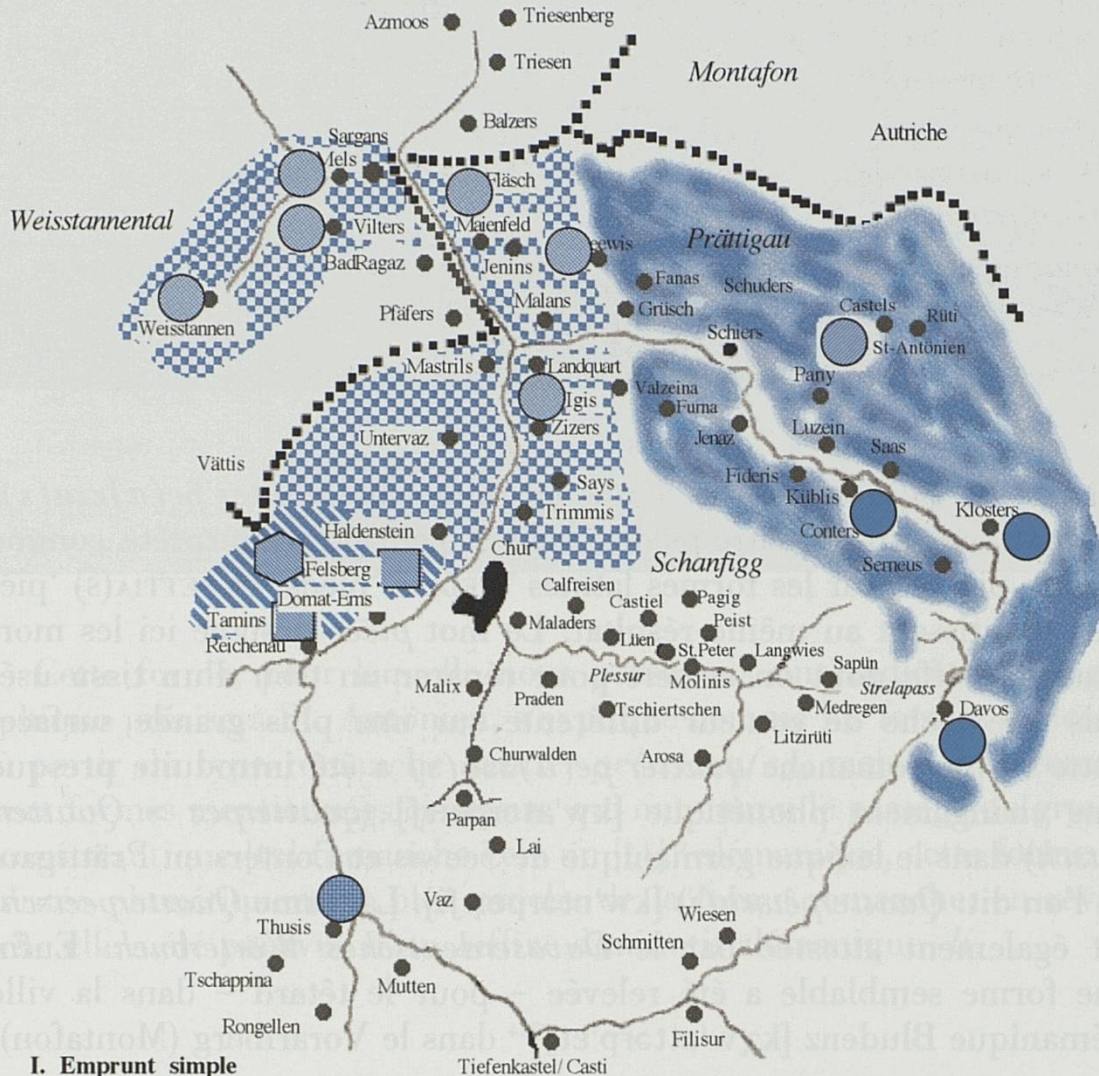 Azmoos
Triesenberg
Triesen
Montafon
Balzers
Autriche
Sargans
Mels
Fläsch
Weisstannental
Vilters
Maienfeld
eewis
Prättigau
BadRagaz
Jenins
Fanas
Schuders
Weisstannen
Pfäfers
Malans
Grüsch
Castels
Rüti
Schiers
St-Antönien
Mastrils
Landquart
Pany
Igis
Valzeina
Furna
Untervaz
Zizers
Jenaz
Luzein
Saas
Vättis
Says
Fideris
Küblis
Trimmis
Conters
Klosters
Haldenstein
Chur
Schanfigg
Serneus
Felsberg
Domat-Ems
Calfreisen
Castiel
Pagig
Tamins
Maladers
Peist
Reichenau
Lüen
St.Peter
Langwies
Sapün
Malix
Praden
Plessur
Molinis
Strelapass
Tschiertschen
Medregen
Davos
Litzirüti
Churwalden
Arosa
Parpan
Lai
Vaz
Wiesen
Thusis
Schmitten
Tschappina
Mutten
Rongellen
Filisur
I. Emprunt simple
Tiefenkastel/ Casti